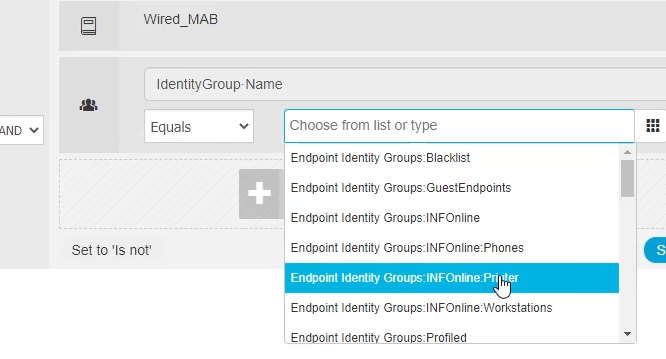 Wired_MAB
IdentityGroup-Name
AND
Equals
Choose from list or type
Endpoint Identity Groups:Blacklist
Endpoint Identity Groups:GuestEndpoints
Endpoint Identity Groups:INFOnline
Endpoint Identity Groups:INFOnline:Phones
Endpoint Identity Groups:INFOnline:Printer
Endpoint Identity Groups:INFOnline:Workstations
Endpoint Identity Groups:Profiled
Set to 'Is not'
S